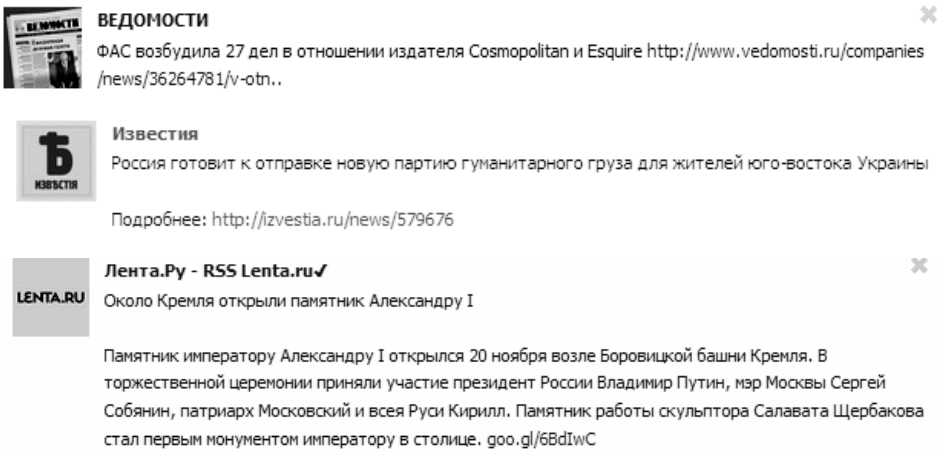 ВЕДОМОСТИ
ВЕДОМОСТИ
ФАС возбудила 27 дел в отношении издателя Cosmopolitan и Esquire http://www.vedomosti.ru/companies
/news/36264781/v-otn..
Известия
Ѣ
ИЗВѢСТIЯ
Россия готовит к отправке новую партию гуманитарного груза для жителей юго-востока Украины
Подробнее: http://izvestia.ru/news/579676
Лента.Ру - RSS Lenta.ru✔
LENTA.RU
Около Кремля открыли памятник Александру I
Памятник императору Александру I открылся 20 ноября возле Боровицкой башни Кремля. В
торжественной церемонии приняли участие президент России Владимир Путин, мэр Москвы Сергей
Собянин, патриарх Московский и всея Руси Кирилл. Памятник работы скульптора Салавата Щербакова
стал первым монументом императору в столице. goo.gl/6BdIwC